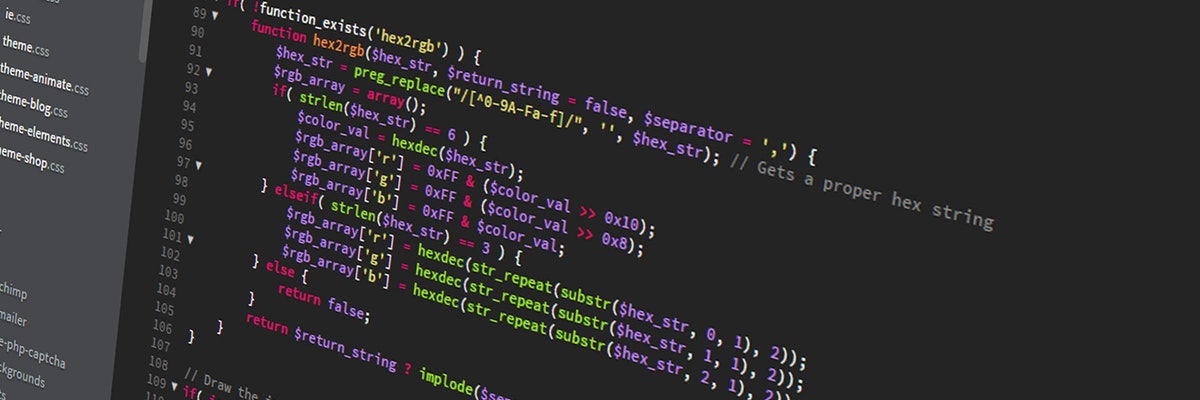 ie.css
theme.css
theme-animate.css
theme-blog.css
theme-elements.css
eme-shop.css
chimp
mailer
e-php-captcha
ckgrounds
89 if( !function_exists('hex2rgb') ) {
90 function hex2rgb($hex_str, $return_string = false, $separator = ',') {
91 $hex_str = preg_replace("/[^0-9A-Fa-f]/", '', $hex_str); // Gets a proper hex string
92 $rgb_array = array();
93 if( strlen($hex_str) == 6 ) {
94 $color_val = hexdec($hex_str);
95 $rgb_array['r'] = 0xFF & ($color_val >> 0x10);
96 $rgb_array['g'] = 0xFF & ($color_val >> 0x8);
97 $rgb_array['b'] = 0xFF & $color_val;
98 } elseif( strlen($hex_str) == 3 ) {
99 $rgb_array['r'] = hexdec(str_repeat(substr($hex_str, 0, 1), 2));
100 $rgb_array['g'] = hexdec(str_repeat(substr($hex_str, 1, 1), 2));
101 $rgb_array['b'] = hexdec(str_repeat(substr($hex_str, 2, 1), 2))
102 } else {
103 return false;
104 }
105 return $return_string ? implode($se
106 }
107 }
108 // Draw the
109 if(